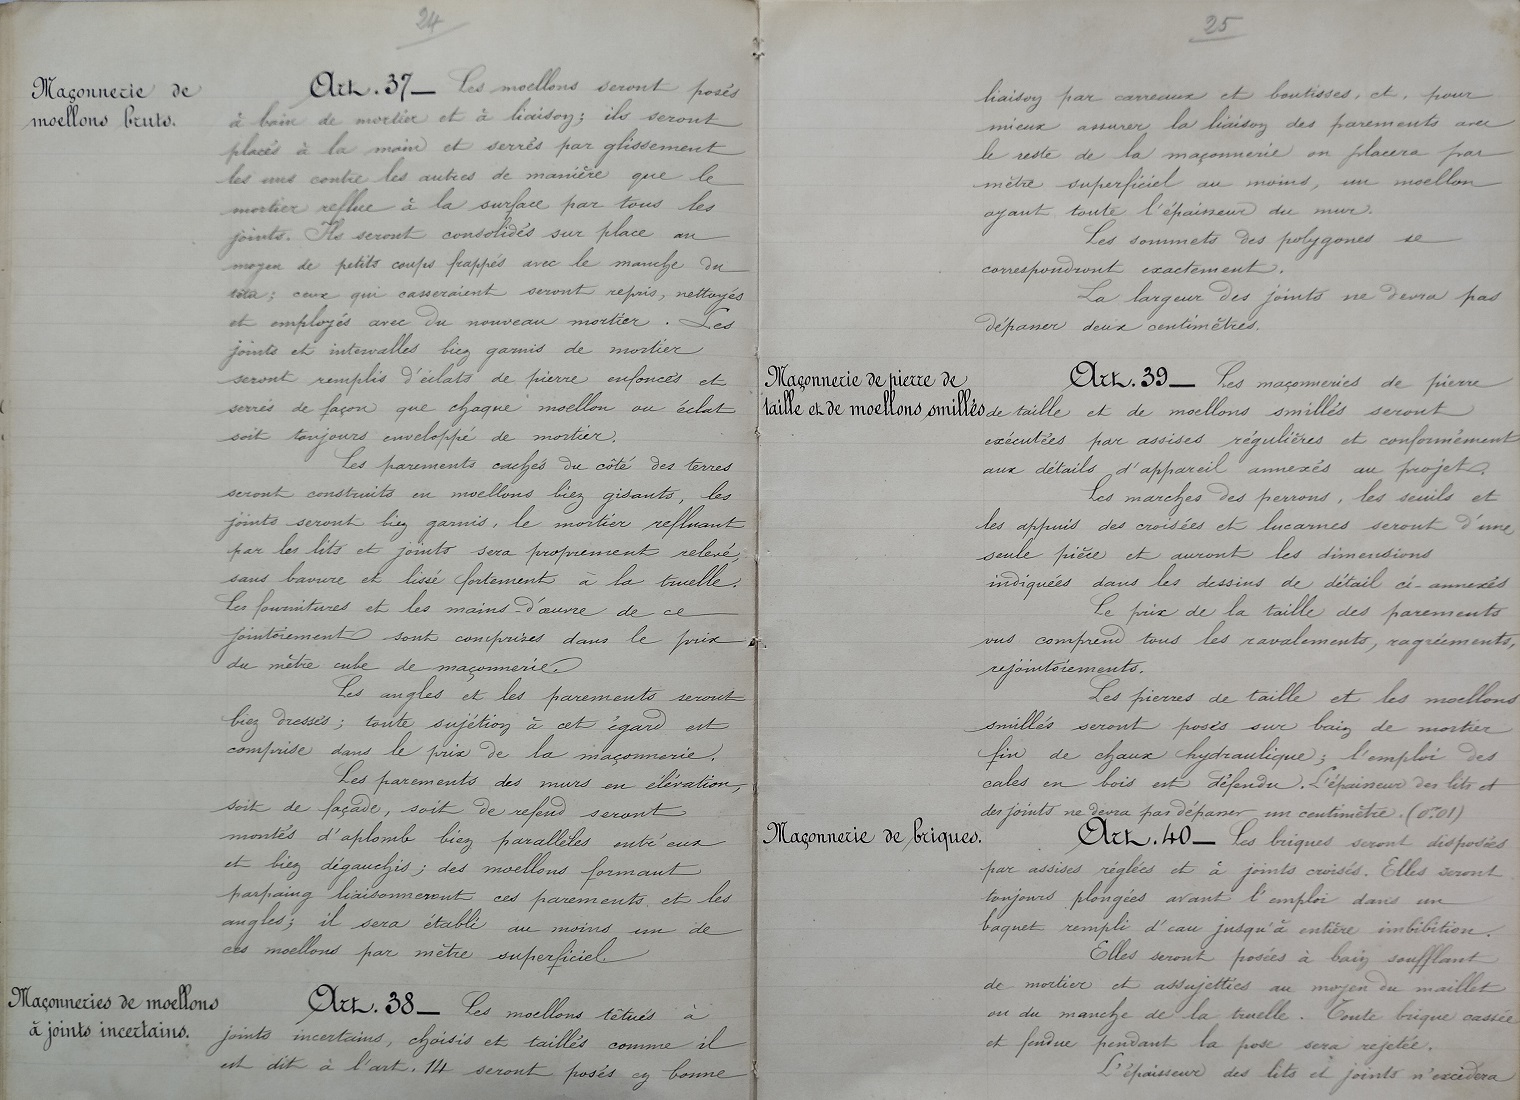 24
Maçonnerie de
moellons bruts.
Art. 37 — Les moellons seront posés
à bain de mortier et à liaison; ils seront
placés à la main et serrés par glissement
les uns contre les autres de manière que le
mortier reflue à la surface par tous les
joints. Ils seront consolidés sur place au
moyen de petits coups frappés avec le manche du
têtu; ceux qui casseraient seront repris, nettoyés
et employés avec du nouveau mortier. Les
joints et intervalles bien garnis de mortier
seront remplis d'éclats de pierre enfoncés et
serrés de façon que chaque moellon ou éclat
soit toujours enveloppé de mortier.
Les parements cachés du côté des terres
seront construits en moellons bien gisants, les
joints seront bien garnis, le mortier refluant
par les lits et joints sera proprement relevé,
sans bavure et lissé fortement à la truelle.
Les fournitures et les mains-d'œuvre de ce
jointoiement sont comprises dans le prix
du mètre cube de maçonnerie.
Les angles et les parements seront
bien dressés; toute sujétion à cet égard est
comprise dans le prix de la maçonnerie.
Les parements des murs en élévation,
soit de façade, soit de refend seront
montés d'aplomb bien parallèles entr'eux
et bien dégauchis; des moellons formant
parpaing liaisonneront ces parements et les
angles; il sera établi au moins un de
ces moellons par mètre superficiel.
Maçonneries de moellons
à joints incertains.
Art. 38 — Les moellons têtués à
joints incertains, choisis et taillés comme il
est dit à l'art. 14 seront posés en bonne
25
liaison par carreaux et boutisses, et, pour
mieux assurer la liaison des parements avec
le reste de la maçonnerie on placera par
mètre superficiel au moins, un moellon
ayant toute l'épaisseur du mur.
Les sommets des polygones se
correspondront exactement.
La largeur des joints ne devra pas
dépasser deux centimètres.
Maçonnerie de pierre de
taille et de moellons smillés
Art. 39 — Les maçonneries de pierre
de taille et de moellons smillés seront
exécutées par assises régulières et conformément
aux détails d'appareil annexés au projet.
Les marches des perrons, les seuils et
les appuis des croisées et lucarnes seront d'une
seule pièce et auront les dimensions
indiquées dans les dessins de détail ci-annexés
Le prix de la taille des parements
vus comprend tous les ravalements, ragréements,
rejointoiements.
Les pierres de taille et les moellons
smillés seront posés sur bain de mortier
fin de chaux hydraulique; l'emploi des
cales en bois est défendu. L'épaisseur des lits et
des joints ne devra pas dépasser un centimètre. (0m01)
Maçonnerie de briques.
Art. 40 — Les briques seront disposées
par assises réglées et à joints croisés. Elles seront
toujours plongées avant l'emploi dans un
baquet rempli d'eau jusqu'à entière imbibition.
Elles seront posées à bain soufflant
de mortier et assujetties au moyen du maillet
ou du manche de la truelle. Toute brique cassée
et fendue pendant la pose sera rejetée.
L'épaisseur des lits et joints n'excédera